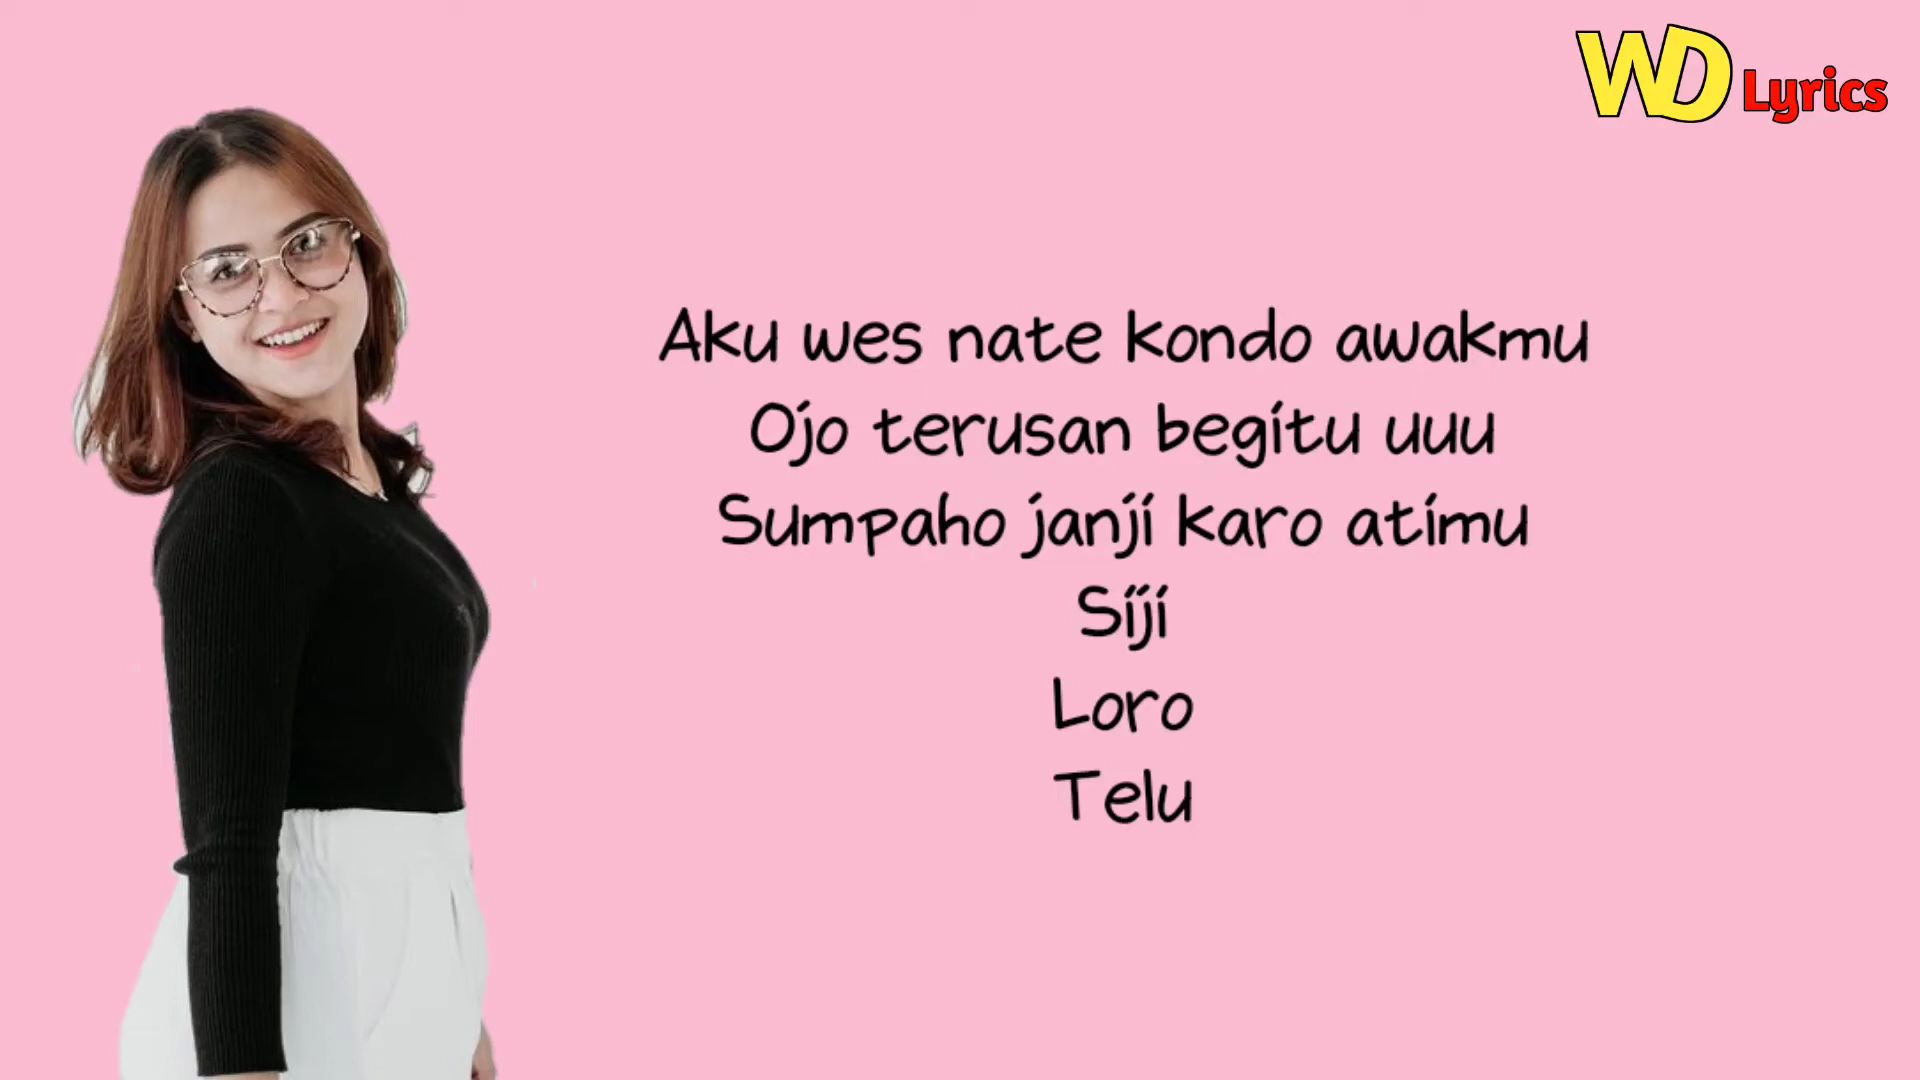 WD Lyrics
Aku wes nate kondo awakmu
Ojo terusan begitu uuu
Sumpaho janji karo atimu
Siji
Loro
Telu